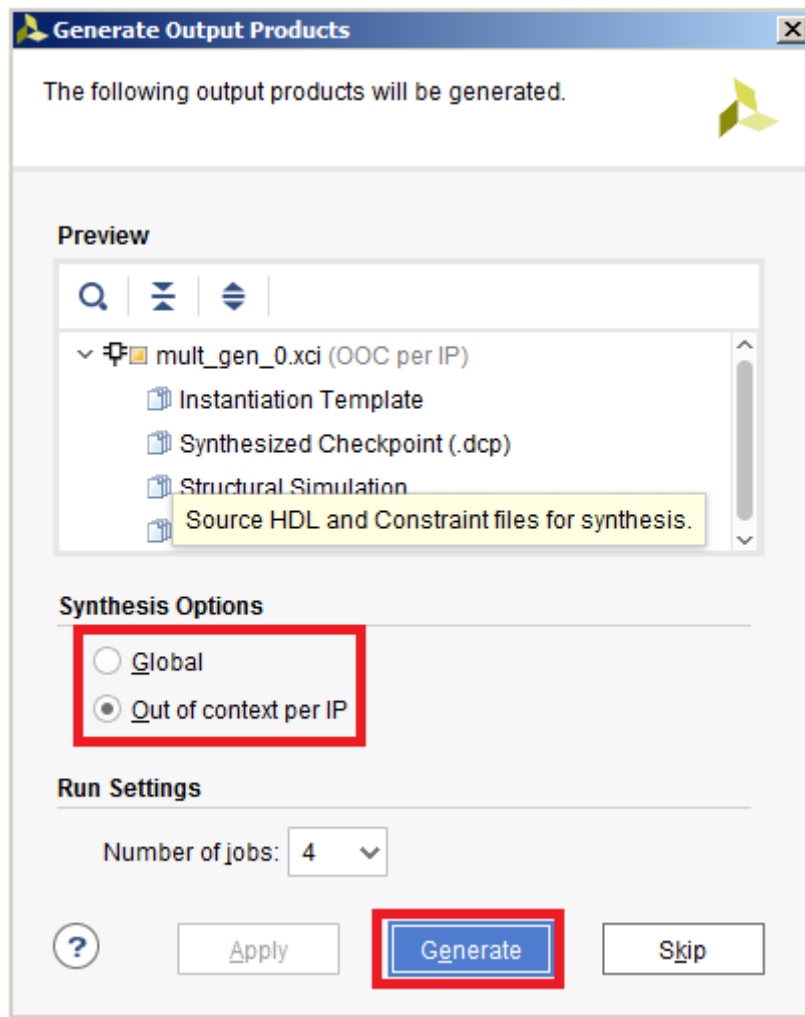 Generate Output Products
The following output products will be generated.
Preview
mult_gen_0.xci (OOC per IP)
Instantiation Template
Synthesized Checkpoint (.dcp)
Structural Simulation
Source HDL and Constraint files for synthesis.
Synthesis Options
Global
Out of context per IP
Run Settings
Number of jobs: 4
? Apply Generate Skip